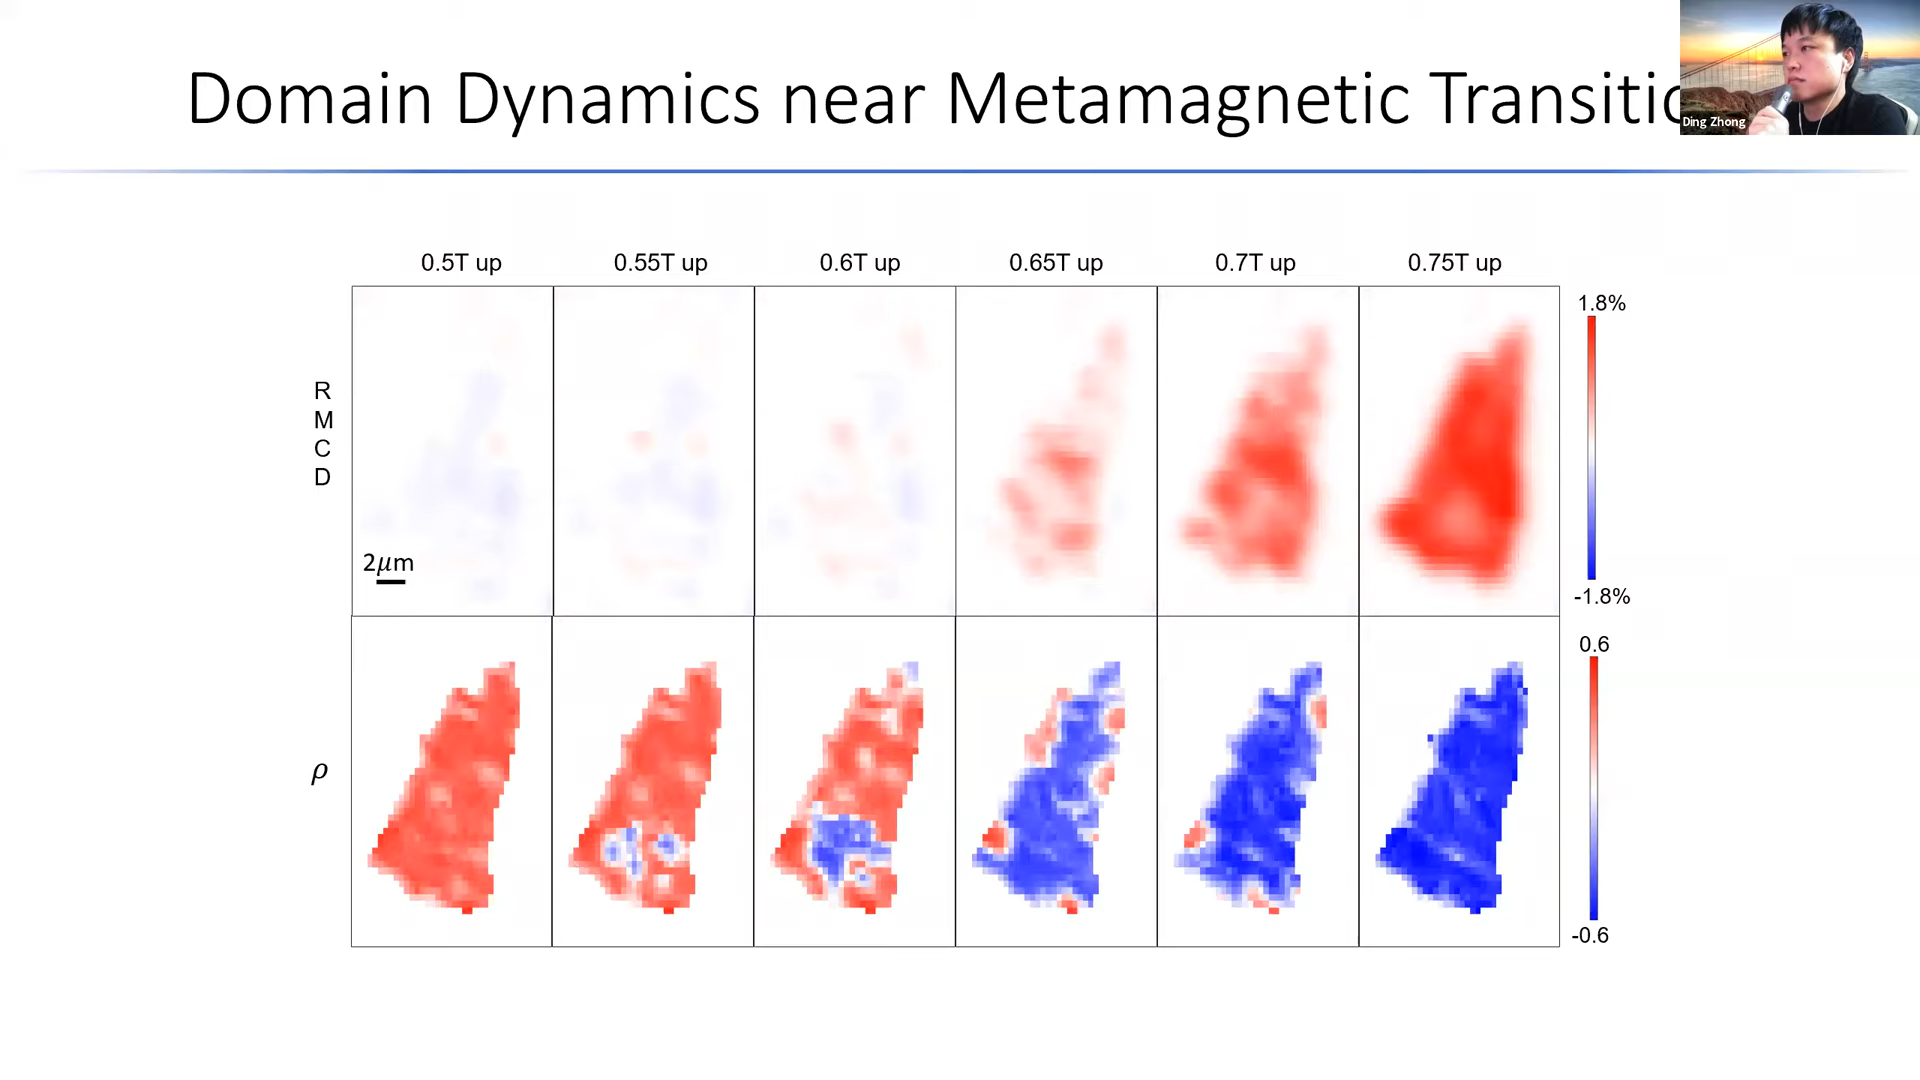 Domain Dynamics near Metamagnetic Transitio
Ding Zhong
0.5T up 0.55T up 0.6T up 0.65T up 0.7T up 0.75T up
1.8%
R
M
C
D
2μm
-1.8%
0.6
ρ
-0.6